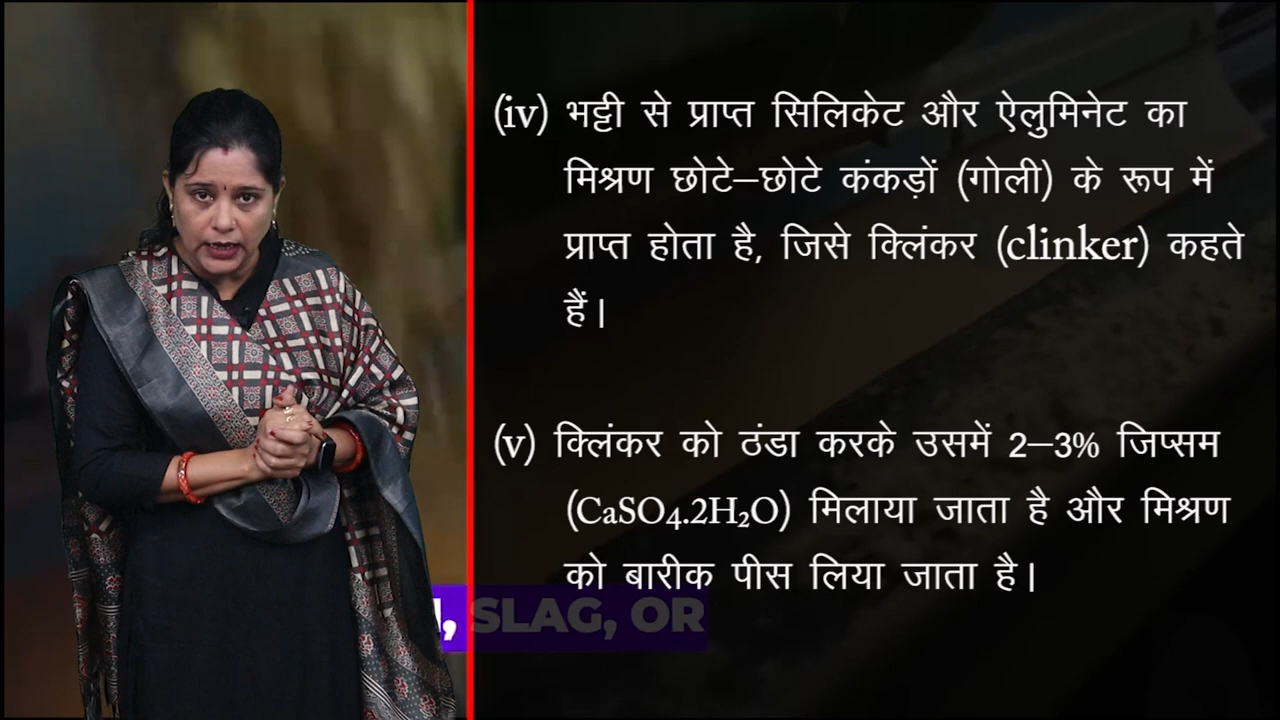 (iv) भट्टी से प्राप्त सिलिकेट और ऐलुमिनेट का
मिश्रण छोटे–छोटे कंकड़ों (गोली) के रूप में
प्राप्त होता है, जिसे क्लिंकर (clinker) कहते
हैं।
(v) क्लिंकर को ठंडा करके उसमें 2–3% जिप्सम
(CaSO4.2H₂O) मिलाया जाता है और मिश्रण
को बारीक पीस लिया जाता है।
, SLAG, OR